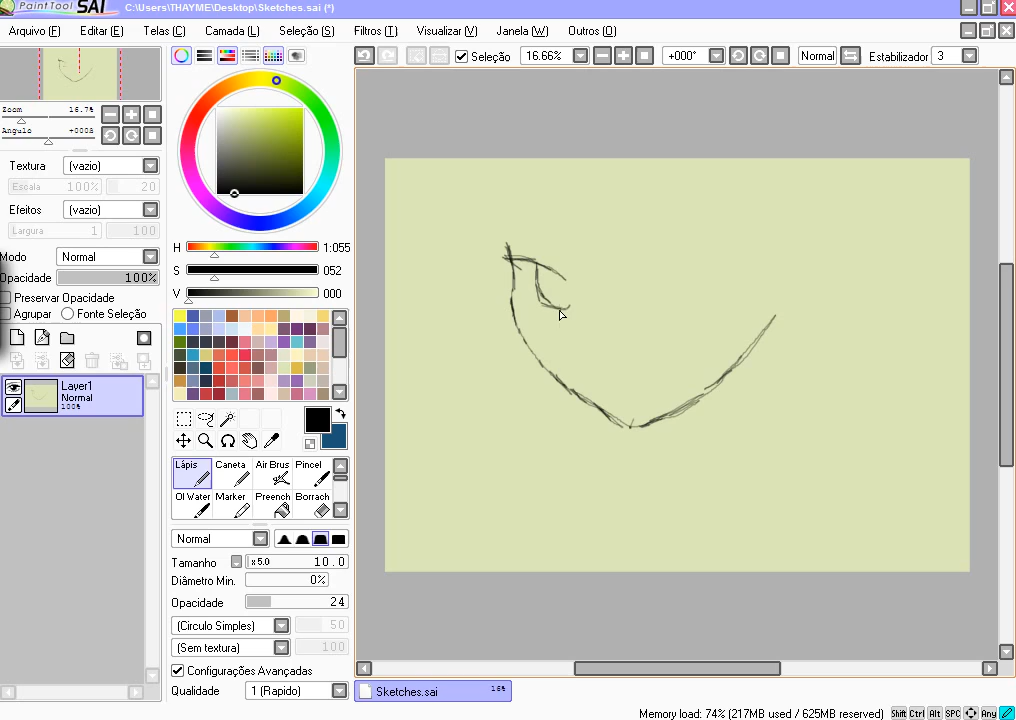 PaintTool SAI C:\Users\THAYME\Desktop\Sketches.sai (*)
Arquivo (F) Editar (E) Telas (C) Camada (L) Seleção (S) Filtros (T) Visualizar (V) Janela (W) Outros (O)
Seleção 16.66% +000° Normal Estabilizador 3
Zoom 16.7%
Angulo +000å
Textura (vazio)
Escala 100% 20
Efeitos (vazio)
Largura 1 100
Modo Normal
Opacidade 100%
Preservar Opacidade
Agrupar Fonte Seleção
Layer1
Normal
100%
H 1:055
S 052
V 000
Lápis Caneta Air Brus Pincel
Ol Water Marker Preench Borrach
Normal
Tamanho x 5.0 10.0
Diâmetro Min. 0%
Opacidade 24
(Circulo Simples) 50
(Sem textura) 100
Configurações Avançadas
Qualidade 1 (Rapido)
Sketches.sai 16%
Memory load: 74% (217MB used / 625MB reserved) Shift Ctrl Alt SPC Any